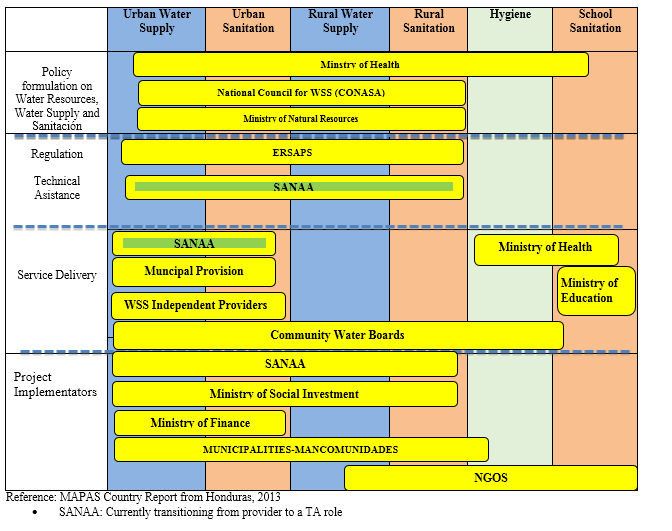 Urban Water Supply
Urban Sanitation
Rural Water Supply
Rural Sanitation
Hygiene
School Sanitation
Policy
formulation on
Water Resources,
Water Supply and
Sanitación
Minstry of Health
National Council for WSS (CONASA)
Ministry of Natural Resources
Regulation
ERSAPS
Technical
Asistance
SANAA
Service Delivery
SANAA
Ministry of Health
Muncipal Provision
Ministry of
Education
WSS Independent Providers
Community Water Boards
Project
Implementators
SANAA
Ministry of Social Investment
Ministry of Finance
MUNICIPALITIES-MANCOMUNIDADES
NGOS
Reference: MAPAS Country Report from Honduras, 2013
• SANAA: Currently transitioning from provider to a TA role